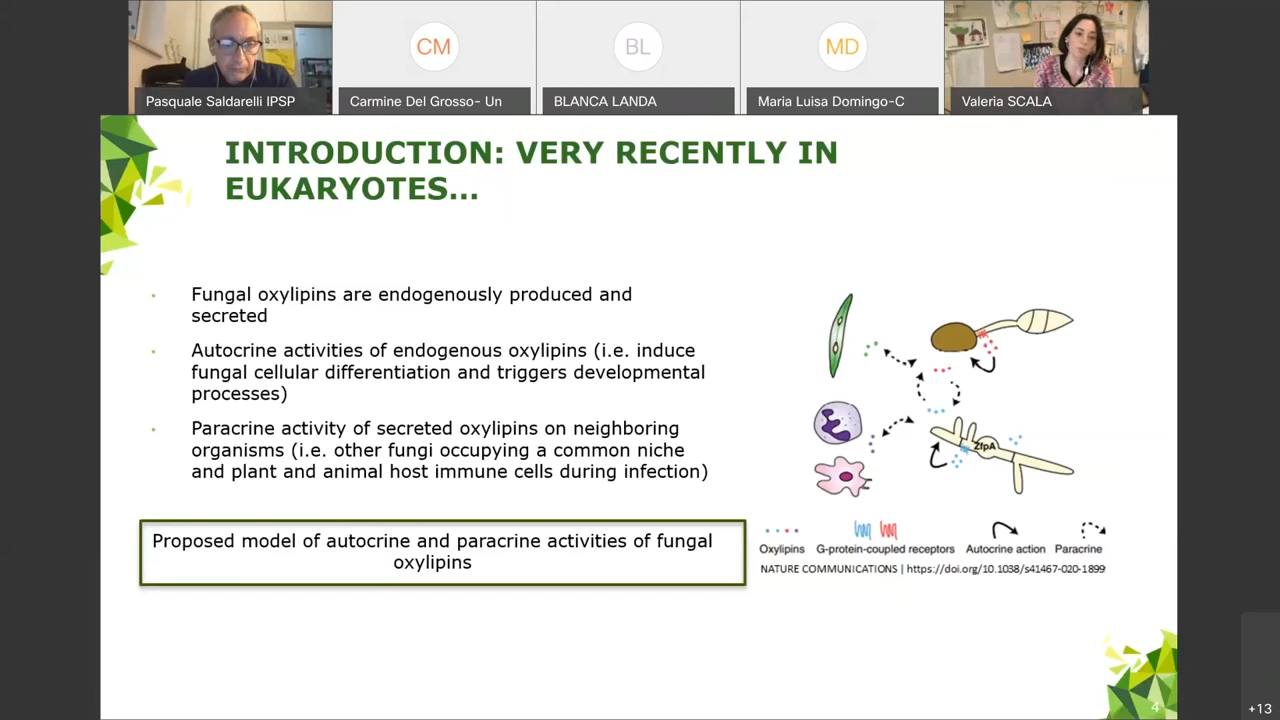 CM
BL
MD
Pasquale Saldarelli IPSP
Carmine Del Grosso- Un
BLANCA LANDA
Maria Luisa Domingo-C
Valeria SCALA
INTRODUCTION: VERY RECENTLY IN
EUKARYOTES...
• Fungal oxylipins are endogenously produced and
secreted
• Autocrine activities of endogenous oxylipins (i.e. induce
fungal cellular differentiation and triggers developmental
processes)
• Paracrine activity of secreted oxylipins on neighboring
organisms (i.e. other fungi occupying a common niche
and plant and animal host immune cells during infection)
Proposed model of autocrine and paracrine activities of fungal
oxylipins
ZfpA
Oxylipins
G-protein-coupled receptors
Autocrine action
Paracrine
NATURE COMMUNICATIONS | https://doi.org/10.1038/s41467-020-1899
4
+13